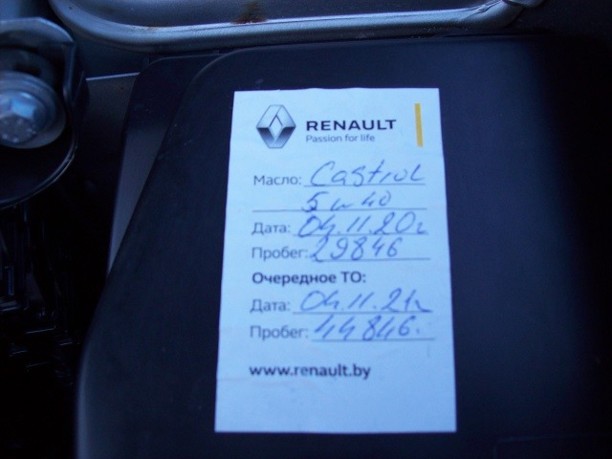 RENAULT
Passion for life
Масло: Castrol
5w40
Дата: 04.11.20г
Пробег: 29846
Очередное ТО:
Дата: 04.11.21г
Пробег: 44846.
www.renault.by